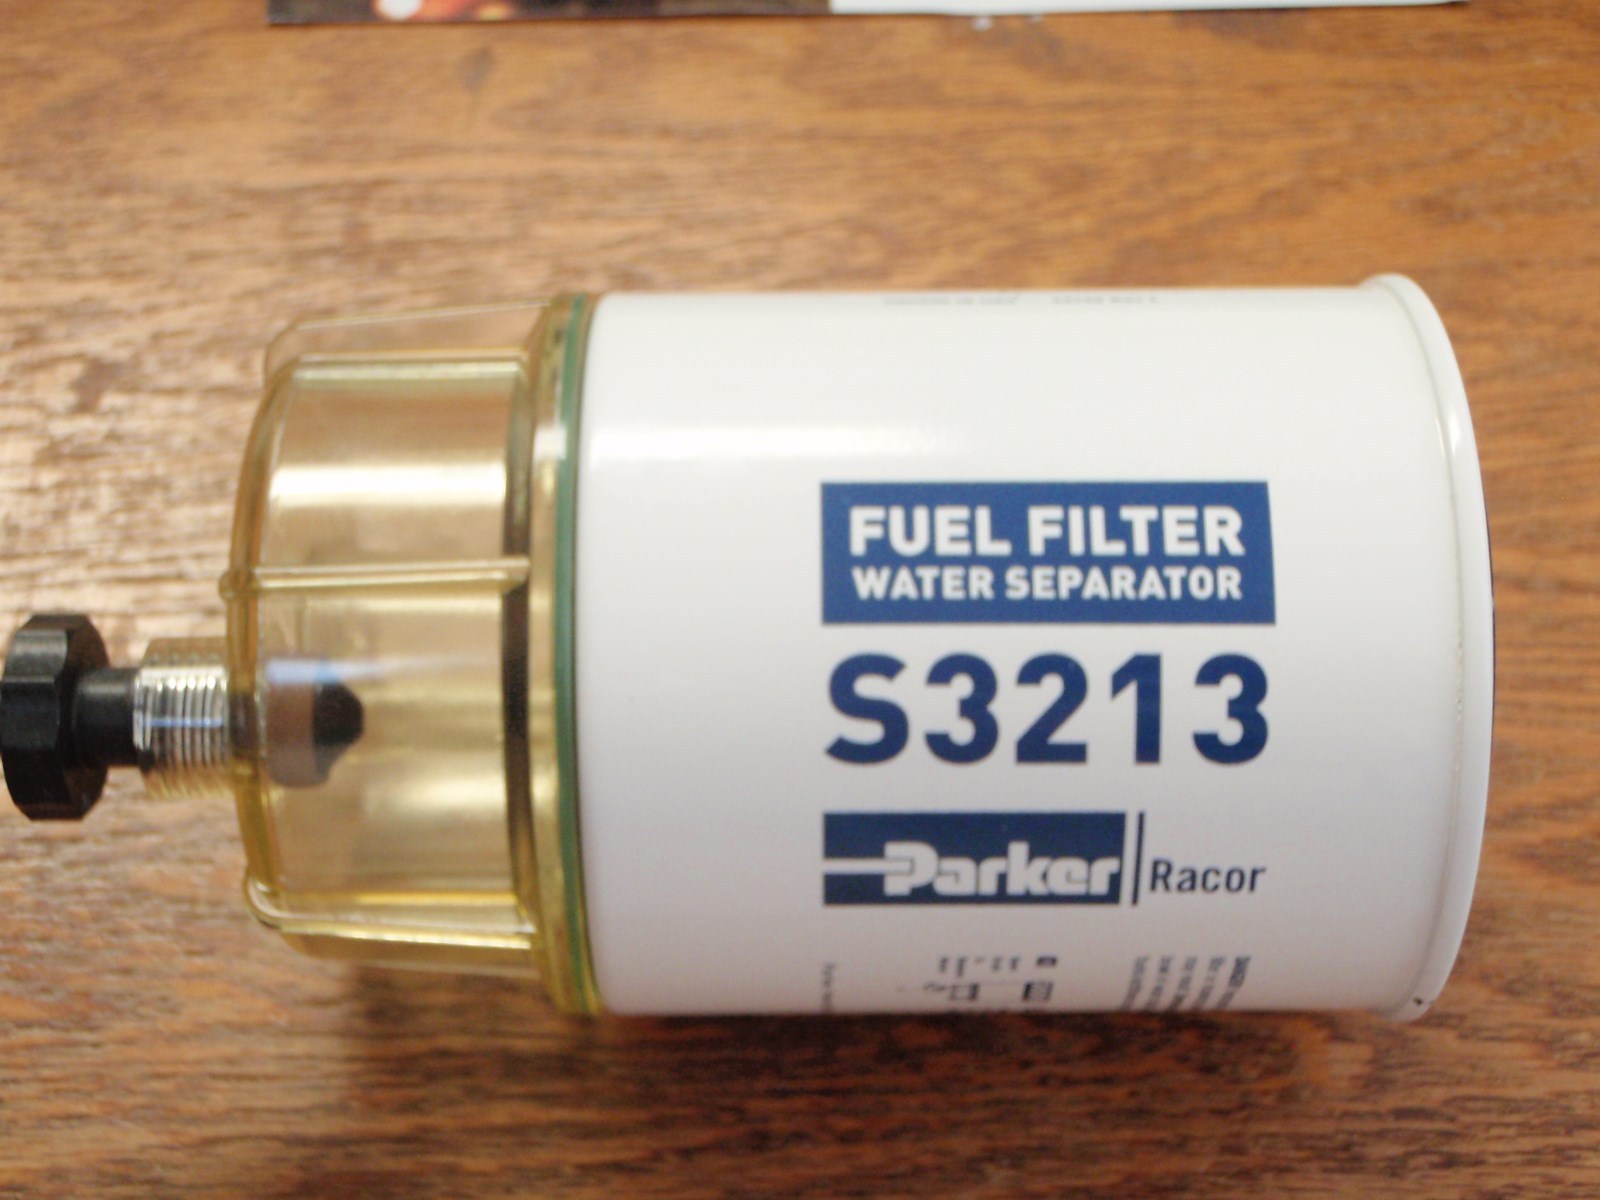 FUEL FILTER
WATER SEPARATOR
S3213
Parker Racor